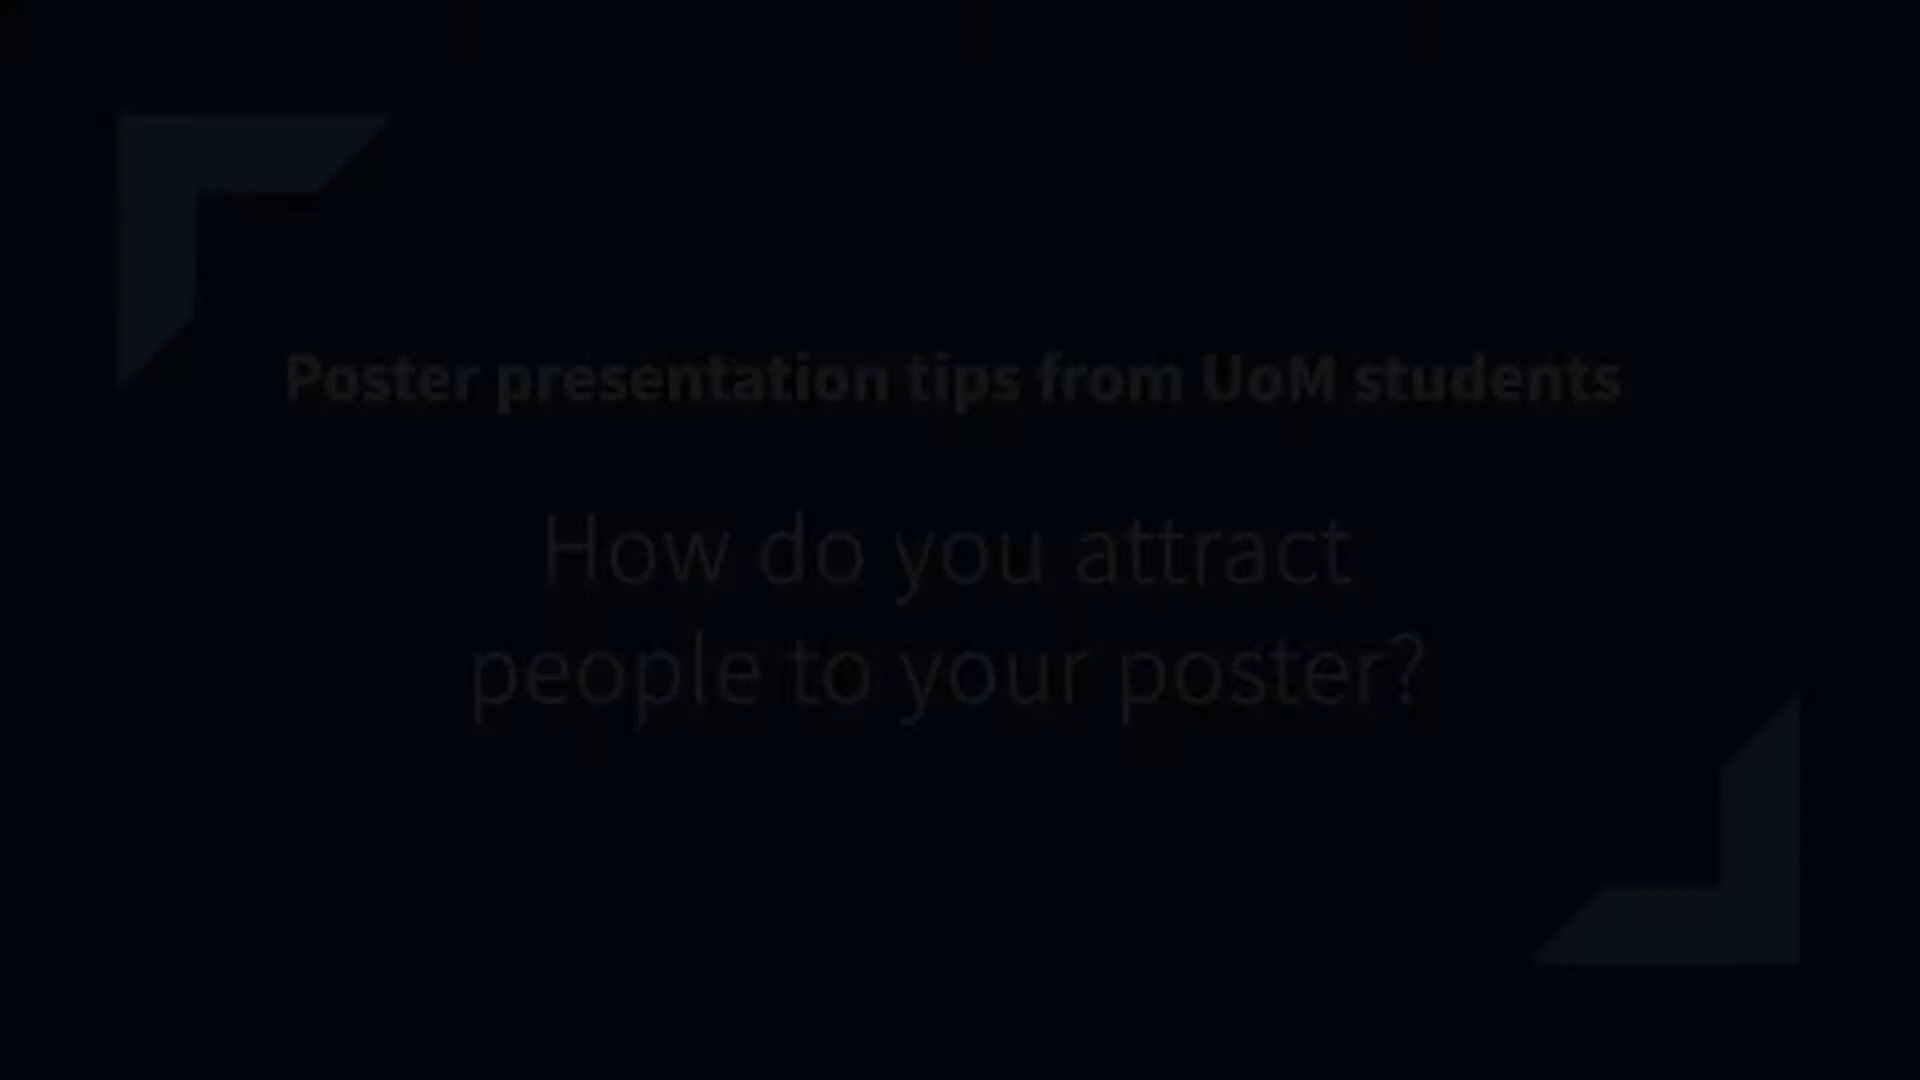 Poster presentation tips from UoM students
How do you attract
people to your poster?